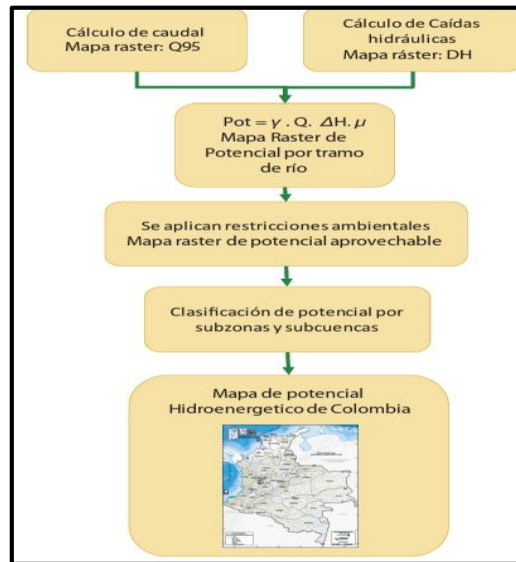 Cálculo de caudal
Mapa raster: Q95
Cálculo de Caídas
hidráulicas
Mapa ráster: DH
Pot = γ . Q. ΔH. μ
Mapa Raster de
Potencial por tramo
de río
Se aplican restricciones ambientales
Mapa raster de potencial aprovechable
Clasificación de potencial por
subzonas y subcuencas
Mapa de potencial
Hidroenergetico de Colombia